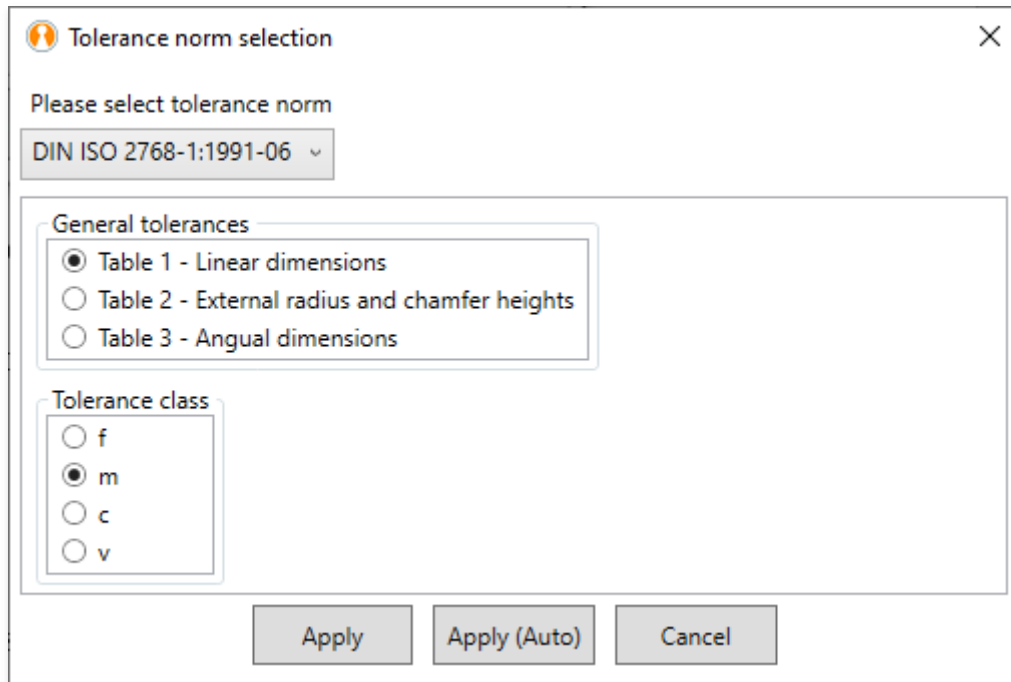 Tolerance norm selection
Please select tolerance norm
DIN ISO 2768-1:1991-06
General tolerances
Table 1 - Linear dimensions
Table 2 - External radius and chamfer heights
Table 3 - Angual dimensions
Tolerance class
f
m
c
v
Apply Apply (Auto) Cancel